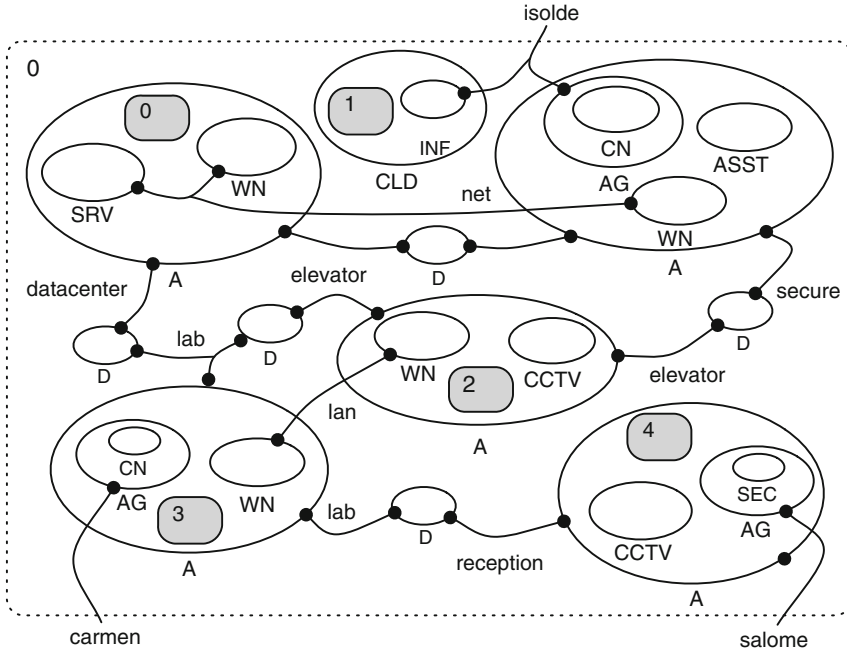 isolde
0
0
1
WN
SRV
INF
CLD
CN
ASST
AG
net
WN
D
A
A
datacenter
elevator
secure
lab
D
D
D
WN
CCTV
elevator
2
lan
A
4
CN
AG
WN
3
A
lab
D
reception
SEC
AG
CCTV
A
carmen
salome